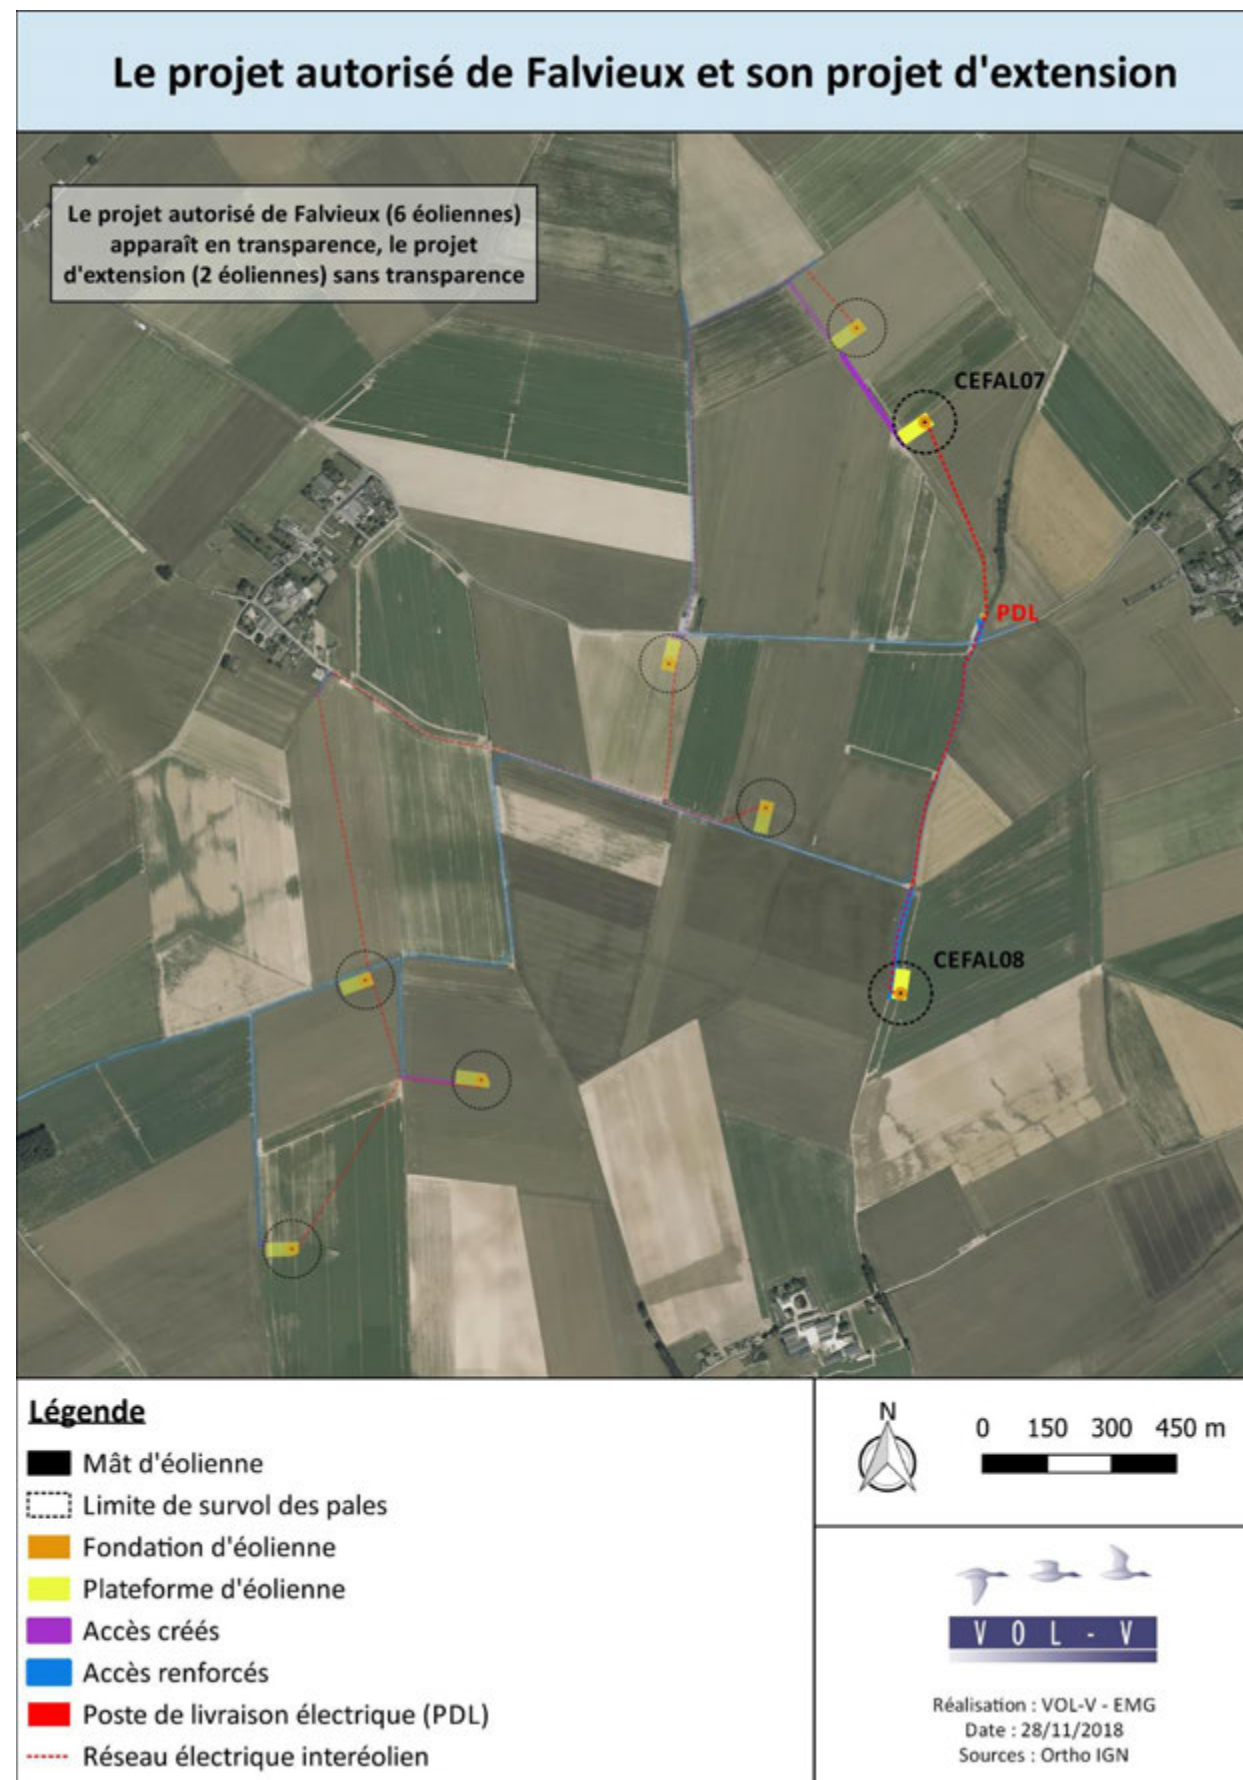 Le projet autorisé de Falvieux et son projet d'extension
Le projet autorisé de Falvieux (6 éoliennes)
apparaît en transparence, le projet
d'extension (2 éoliennes) sans transparence
CEFAL07
PDL
CEFAL08
Légende
Mât d'éolienne
Limite de survol des pales
Fondation d'éolienne
Plateforme d'éolienne
Accès créés
Accès renforcés
Poste de livraison électrique (PDL)
Réseau électrique interéolien
N
0 150 300 450 m
VOL-V
Réalisation : VOL-V - EMG
Date : 28/11/2018
Sources : Ortho IGN